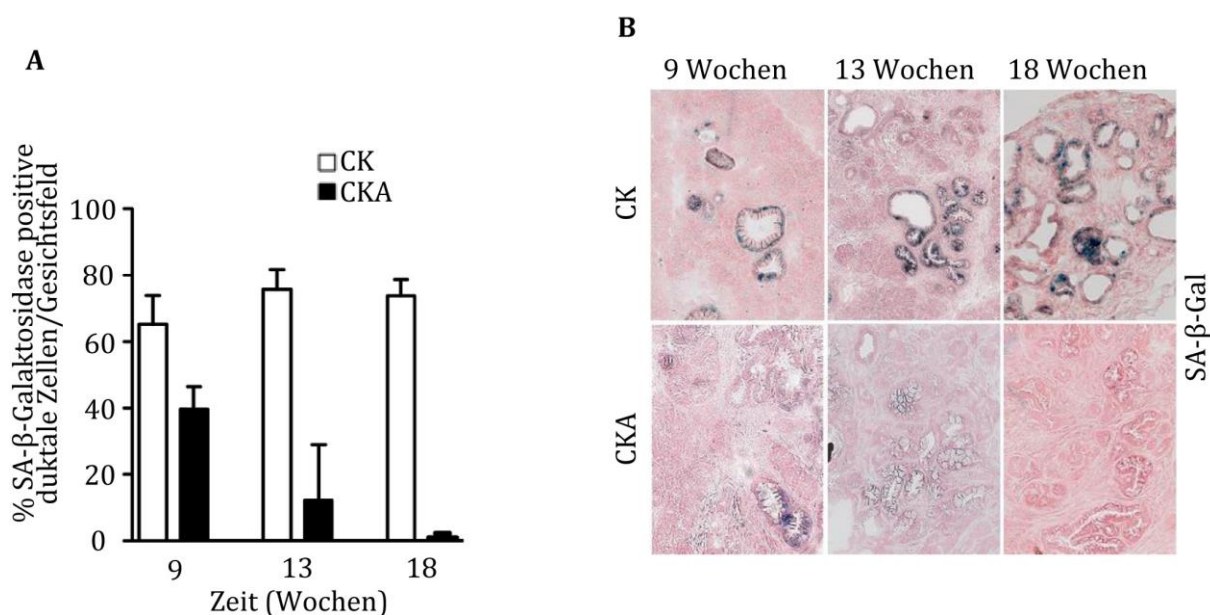 A
CK
CKA
% SA-β-Galaktosidase positive
duktale Zellen/Gesichtsfeld
100
80
60
40
20
0
9
13
18
Zeit (Wochen)
B
9 Wochen
13 Wochen
18 Wochen
CK
CKA
SA-β-Gal